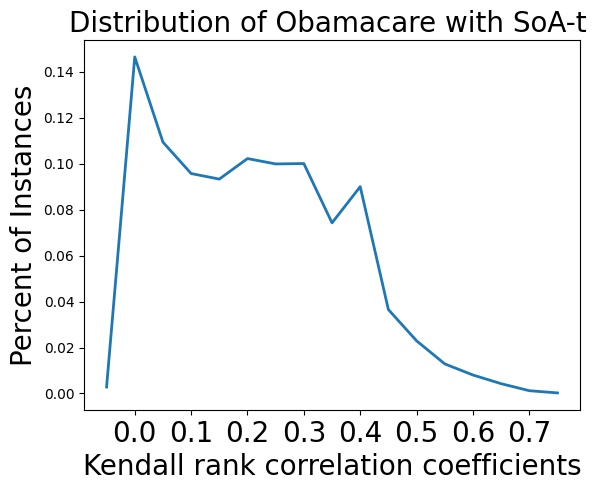 Distribution of Obamacare with SoA-t
Percent of Instances
0.14
0.12
0.10
0.08
0.06
0.04
0.02
0.00
0.0 0.1 0.2 0.3 0.4 0.5 0.6 0.7
Kendall rank correlation coefficients